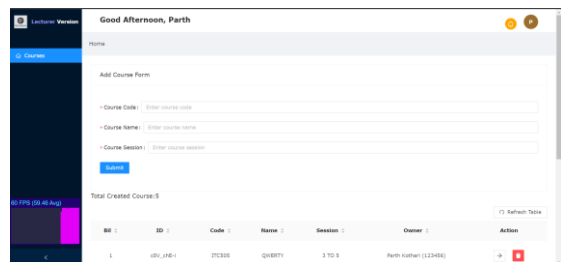 Lecturer Version
Good Afternoon, Parth
P
Home
Courses
Add Course Form
* Course Code: Enter course code
* Course Name: Enter course name
* Course Session: Enter course session
Submit
Total Created Course:5
60 FPS (59.46 Avg)
Refresh Table
Bil ID Code Name Session Owner Action
1 ITC505 QWERTY 3 TO 5 Parth Kothari (123456)